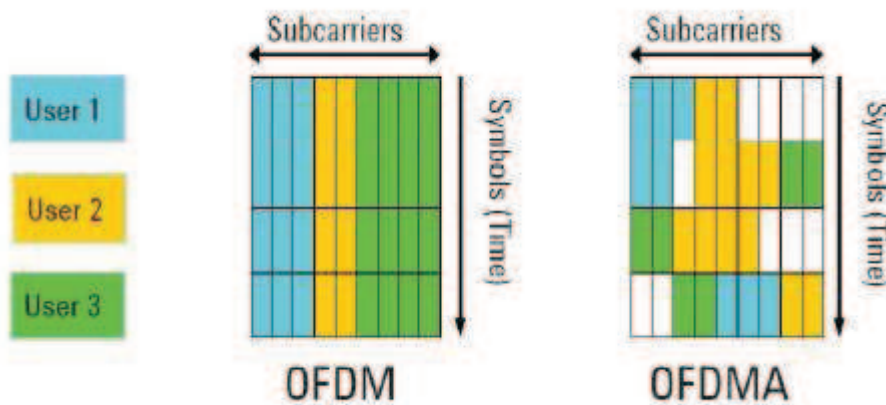 Subcarriers
Subcarriers
User 1
User 2
User 3
Symbols (Time)
Symbols (Time)
OFDM
OFDMA